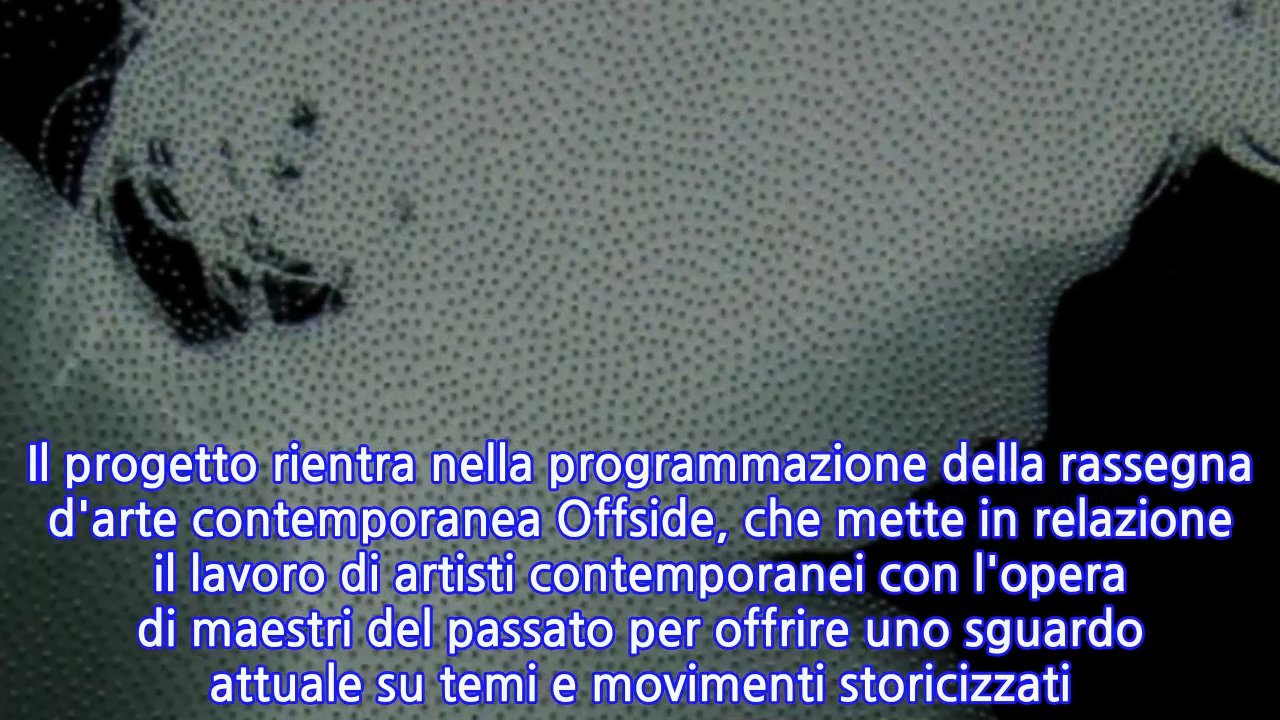 Il progetto rientra nella programmazione della rassegna
d'arte contemporanea Offside, che mette in relazione
il lavoro di artisti contemporanei con l'opera
di maestri del passato per offrire uno sguardo
attuale su temi e movimenti storicizzati